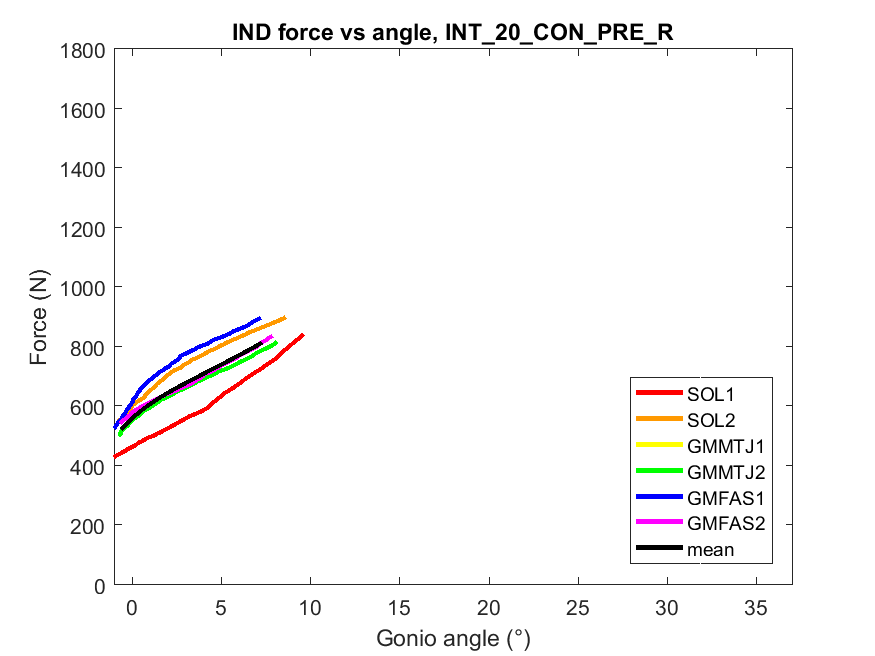 IND force vs angle, INT_20_CON_PRE_R
1800
1600
1400
1200
1000
800
600
400
200
0
Force (N)
0 5 10 15 20 25 30 35
Gonio angle (°)
SOL1
SOL2
GMMTJ1
GMMTJ2
GMFAS1
GMFAS2
mean